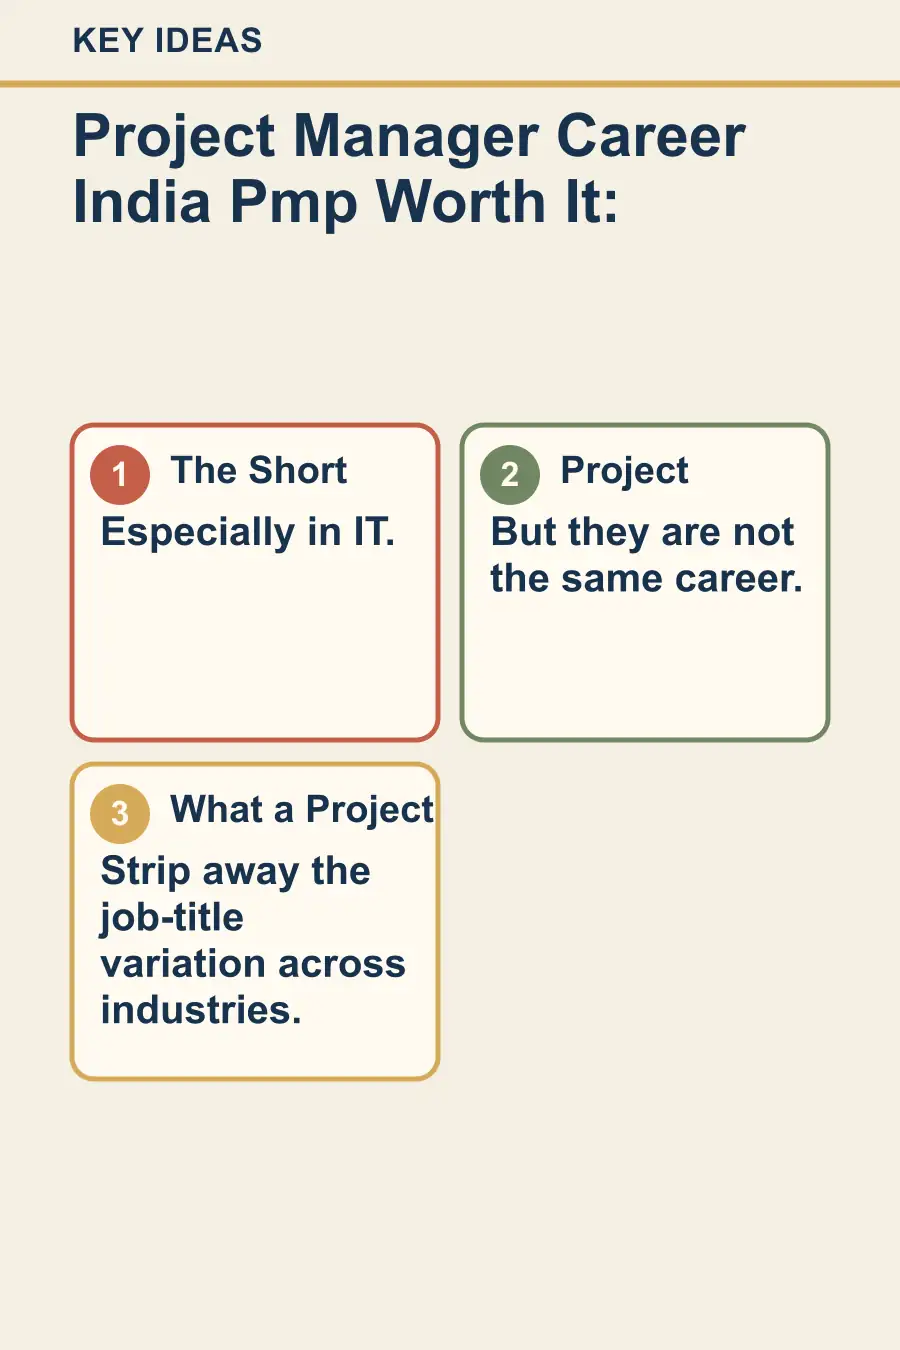 KEY IDEAS
Project Manager Career
India Pmp Worth It:
1 The Short
Especially in IT.
2 Project
But they are not
the same career.
3 What a Project
Strip away the
job-title
variation across
industries.